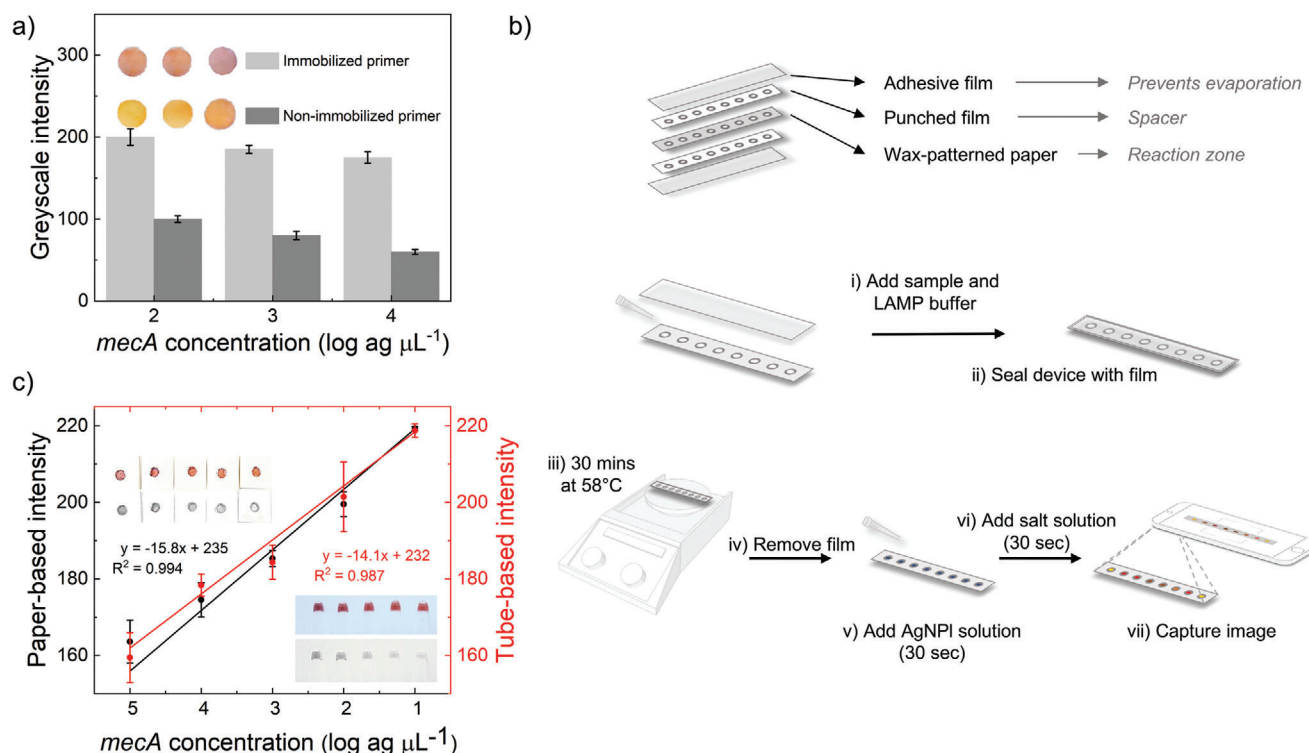 a)
Greyscale intensity
300
200
100
0
Immobilized primer
Non-immobilized primer
2
3
4
mecA concentration (log ag μL⁻¹)
b)
Adhesive film
Prevents evaporation
Punched film
Spacer
Wax-patterned paper
Reaction zone
i) Add sample and
LAMP buffer
ii) Seal device with film
iii) 30 mins
at 58°C
iv) Remove film
v) Add AgNPI solution
(30 sec)
vi) Add salt solution
(30 sec)
vii) Capture image
c)
Paper-based intensity
220
200
180
160
y = -15.8x + 235
R² = 0.994
y = -14.1x + 232
R² = 0.987
220
200
180
160
Tube-based intensity
5
4
3
2
1
mecA concentration (log ag μL⁻¹)